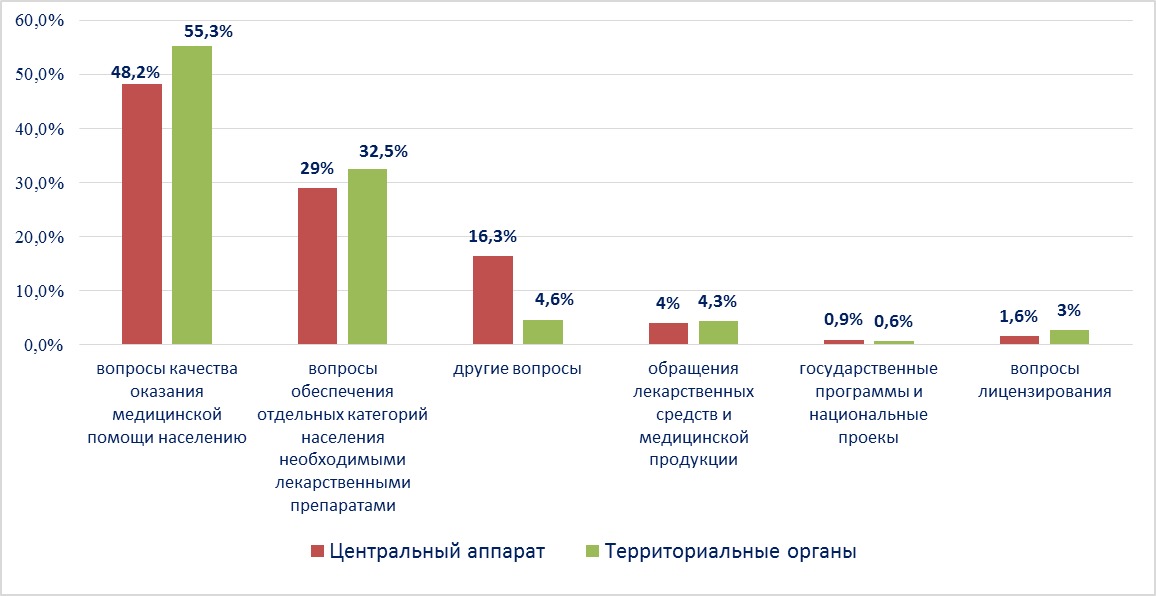 60,0%
50,0%
40,0%
30,0%
20,0%
10,0%
0,0%
48,2%
55,3%
29%
32,5%
16,3%
4,6%
4%
4,3%
0,9%
0,6%
1,6%
3%
вопросы качества
оказания
медицинской
помощи населению
вопросы
обеспечения
отдельных категорий
населения
необходимыми
лекарственными
препаратами
другие вопросы
обращения
лекарственных
средств и
медицинской
продукции
государственные
программы и
национальные
проекы
вопросы
лицензирования
Центральный аппарат
Территориальные органы